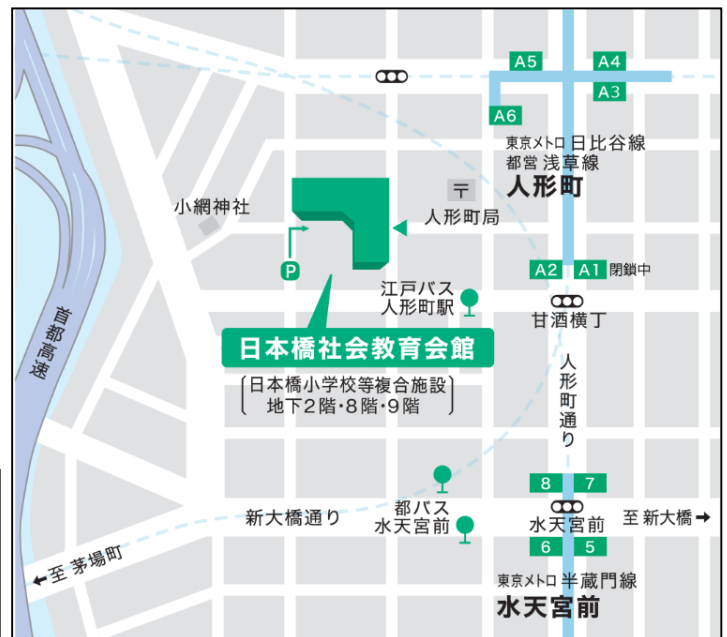 A5
A4
A3
A6
東京メトロ 日比谷線
都営 浅草線
人形町
〒
人形町局
小網神社
P
A2
A1 閉鎖中
江戸バス
人形町駅
甘酒横丁
首都高速
日本橋社会教育会館
日本橋小学校等複合施設
地下2階・8階・9階
人形町通り
8
7
新大橋通り
都バス
水天宮前
水天宮前
至 新大橋→
6
5
←至 茅場町
東京メトロ 半蔵門線
水天宮前